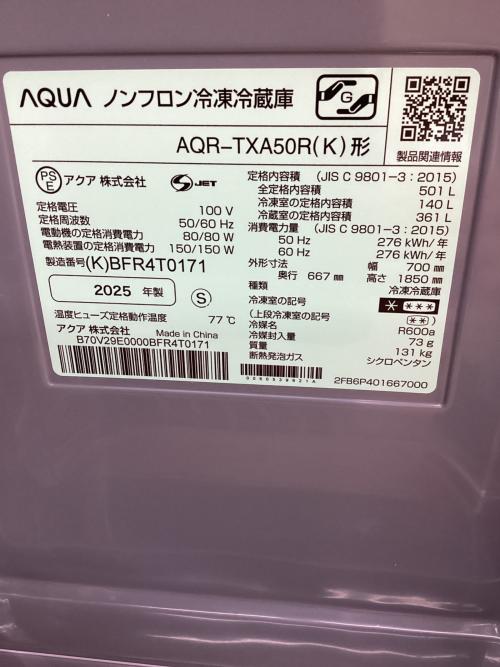 AQUA ノンフロン冷凍冷蔵庫
G
AQR-TXA50R(K)形
製品関連情報
PSE アクア 株式会社
S JET
定格電圧 100 V
定格周波数 50/60 Hz
電動機の定格消費電力 80/80 W
電熱装置の定格消費電力 150/150 W
製造番号(K)BFR4T0171
2025 年製
S
温度ヒューズ定格動作温度 77℃
アクア 株式会社 Made in China
B70V29E0000BFR4T0171
定格内容積 (JIS C 9801-3 : 2015)
全定格内容積 501 L
冷凍室の定格内容積 140 L
冷蔵室の定格内容積 361 L
消費電力量 (JIS C 9801-3 : 2015)
50 Hz 276 kWh/年
60 Hz 276 kWh/年
外形寸法 幅 700 mm
奥行 667 mm 高さ 1850 mm
種類 冷凍冷蔵庫
冷凍室の記号 * ***
(上段冷凍室の記号) (**)
冷媒名 R600a
冷媒封入量 73 g
質量 131 kg
断熱発泡ガス シクロペンタン
0060539821A
2FB6P401667000